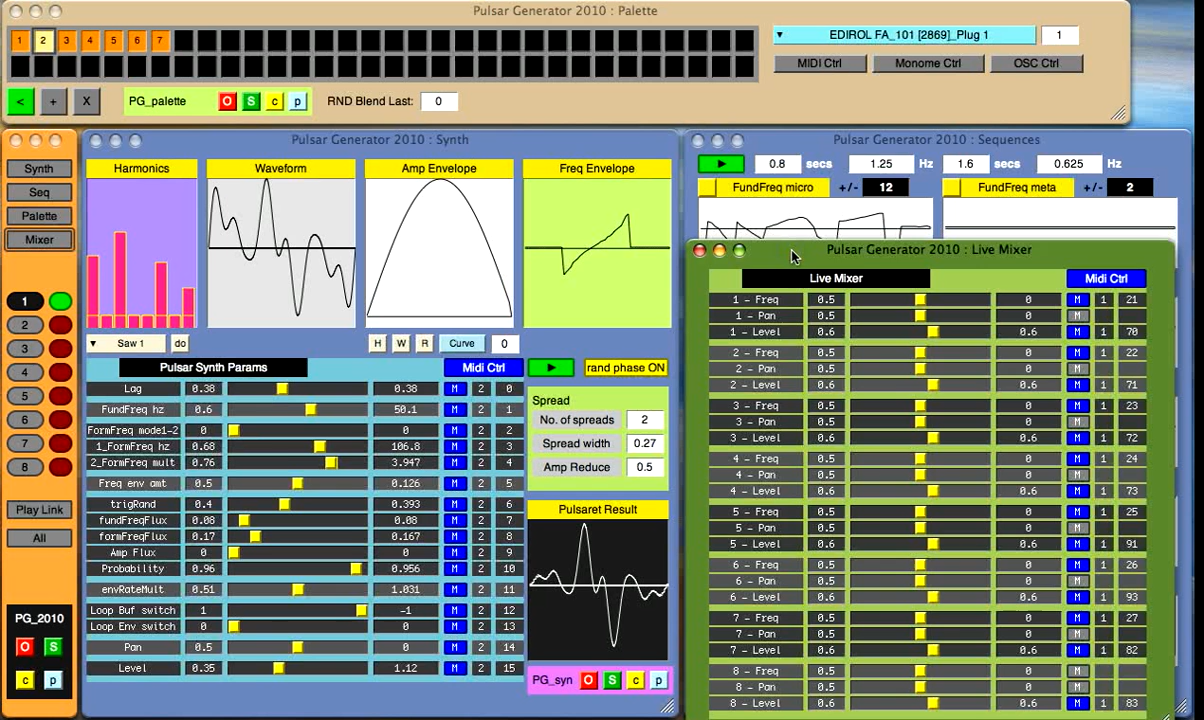 Pulsar Generator 2010 : Palette
1 2 3 4 5 6 7
EDIROL FA_101 [2869]_Plug 1 1
MIDI Ctrl Monome Ctrl OSC Ctrl
< + X PG_palette O S c p RND Blend Last: 0
Pulsar Generator 2010 : Synth
Synth
Seq
Palette
Mixer
1
2
3
4
5
6
7
8
Play Link
All
PG_2010
O S
c p
Harmonics Waveform Amp Envelope Freq Envelope
Saw 1 do H W R Curve 0
Pulsar Synth Params Midi Ctrl
Lag 0.38 0.38 M 2 0
FundFreq hz 0.6 50.1 M 2 1
FormFreq mode1-2 0 0 M 2 2
1_FormFreq hz 0.68 106.8 M 2 3
2_FormFreq mult 0.76 3.947 M 2 4
Freq env amt 0.5 0.126 M 2 5
trigRand 0.4 0.393 M 2 6
fundFreqFlux 0.08 0.08 M 2 7
formFreqFlux 0.17 0.167 M 2 8
Amp Flux 0 0 M 2 9
Probability 0.96 0.956 M 2 10
envRateMult 0.51 1.031 M 2 11
Loop Buf switch 1 -1 M 2 12
Loop Env switch 0 0 M 2 13
Pan 0.5 0 M 2 14
Level 0.35 1.12 M 2 15
rand phase ON
Spread
No. of spreads 2
Spread width 0.27
Amp Reduce 0.5
Pulsaret Result
PG_syn O S c p
Pulsar Generator 2010 : Sequences
0.8 secs 1.25 Hz 1.6 secs 0.625 Hz
FundFreq micro +/- 12 FundFreq meta +/- 2
Pulsar Generator 2010 : Live Mixer
Live Mixer Midi Ctrl
1 - Freq 0.5 0 M 1 21
1 - Pan 0.5 0 M
1 - Level 0.6 0.6 M 1 70
2 - Freq 0.5 0 M 1 22
2 - Pan 0.5 0 M
2 - Level 0.6 0.6 M 1 71
3 - Freq 0.5 0 M 1 23
3 - Pan 0.5 0 M
3 - Level 0.6 0.6 M 1 72
4 - Freq 0.5 0 M 1 24
4 - Pan 0.5 0 M
4 - Level 0.6 0.6 M 1 73
5 - Freq 0.5 0 M 1 25
5 - Pan 0.5 0 M
5 - Level 0.6 0.6 M 1 91
6 - Freq 0.5 0 M 1 26
6 - Pan 0.5 0 M
6 - Level 0.6 0.6 M 1 93
7 - Freq 0.5 0 M 1 27
7 - Pan 0.5 0 M
7 - Level 0.6 0.6 M 1 82
8 - Freq 0.5 0 M
8 - Pan 0.5 0 M
8 - Level 0.6 0.6 M 1 83